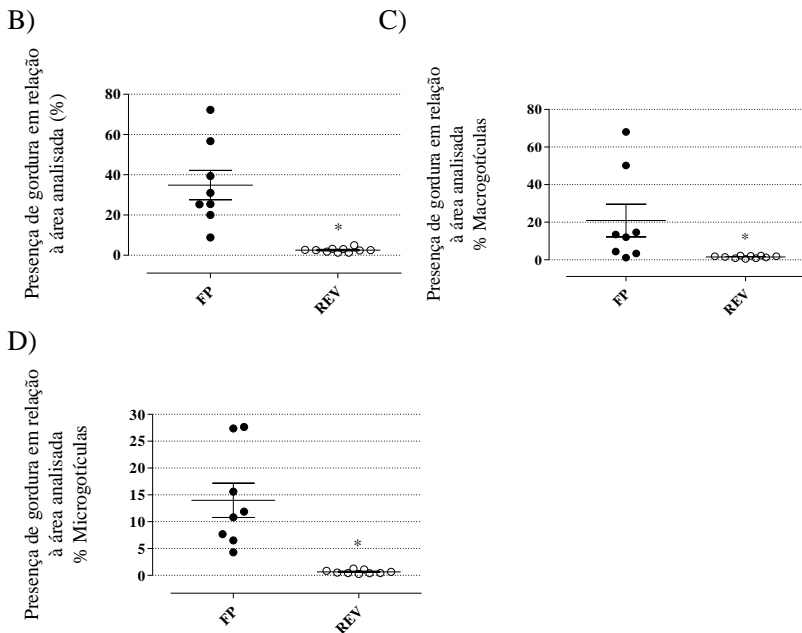 B)
Presença de gordura em relação
à área analisada (%)
80
60
40
20
0
*
FP
REV
C)
Presença de gordura em relação
à área analisada
% Macrogotículas
80
60
40
20
0
*
FP
REV
D)
Presença de gordura em relação
à área analisada
% Microgotículas
30
25
20
15
10
5
0
*
FP
REV